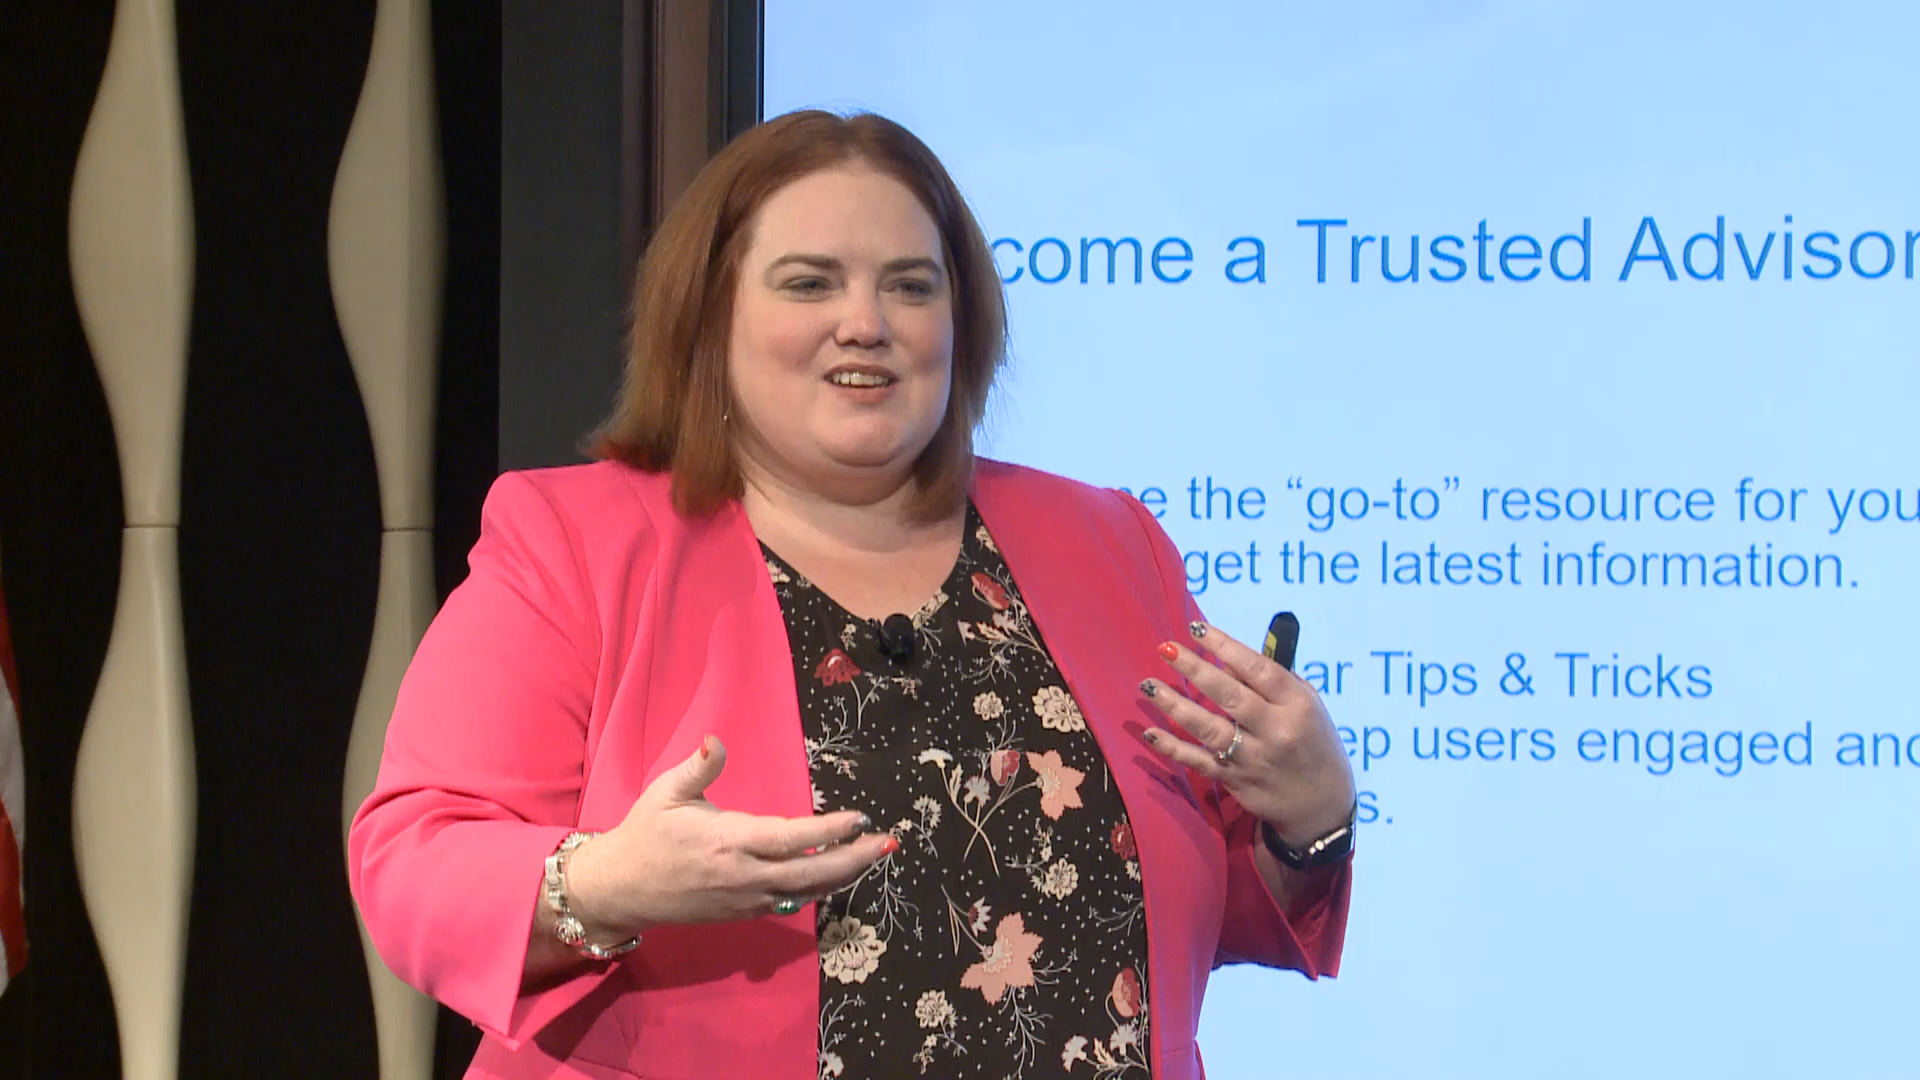 come a Trusted Advisor
e the “go-to” resource for you
get the latest information.
ar Tips & Tricks
ep users engaged and
s.